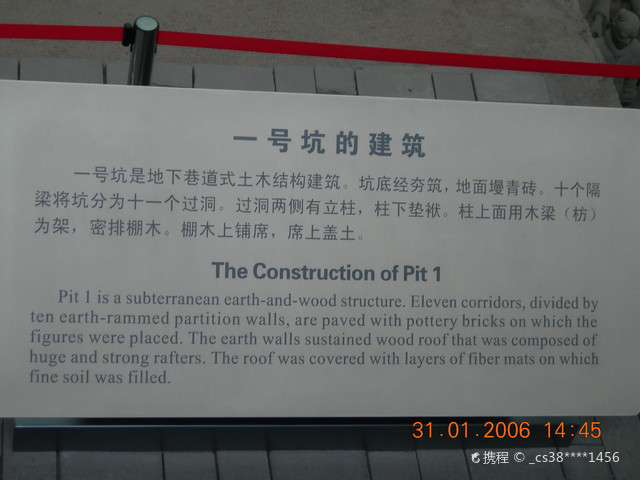 一号坑的建筑
一号坑是地下巷道式土木结构建筑。坑底经夯筑，地面墁青砖。十个隔
梁将坑分为十一个过洞。过洞两侧有立柱，柱下垫栿。柱上面用木梁（枋）
为架，密排棚木。棚木上铺席，席上盖土。
The Construction of Pit 1
Pit 1 is a subterranean earth-and-wood structure. Eleven corridors, divided by
ten earth-rammed partition walls, are paved with pottery bricks on which the
figures were placed. The earth walls sustained wood roof that was composed of
huge and strong rafters. The roof was covered with layers of fiber mats on which
fine soil was filled.
31.01.2006 14:45
携程 © _cs38****1456